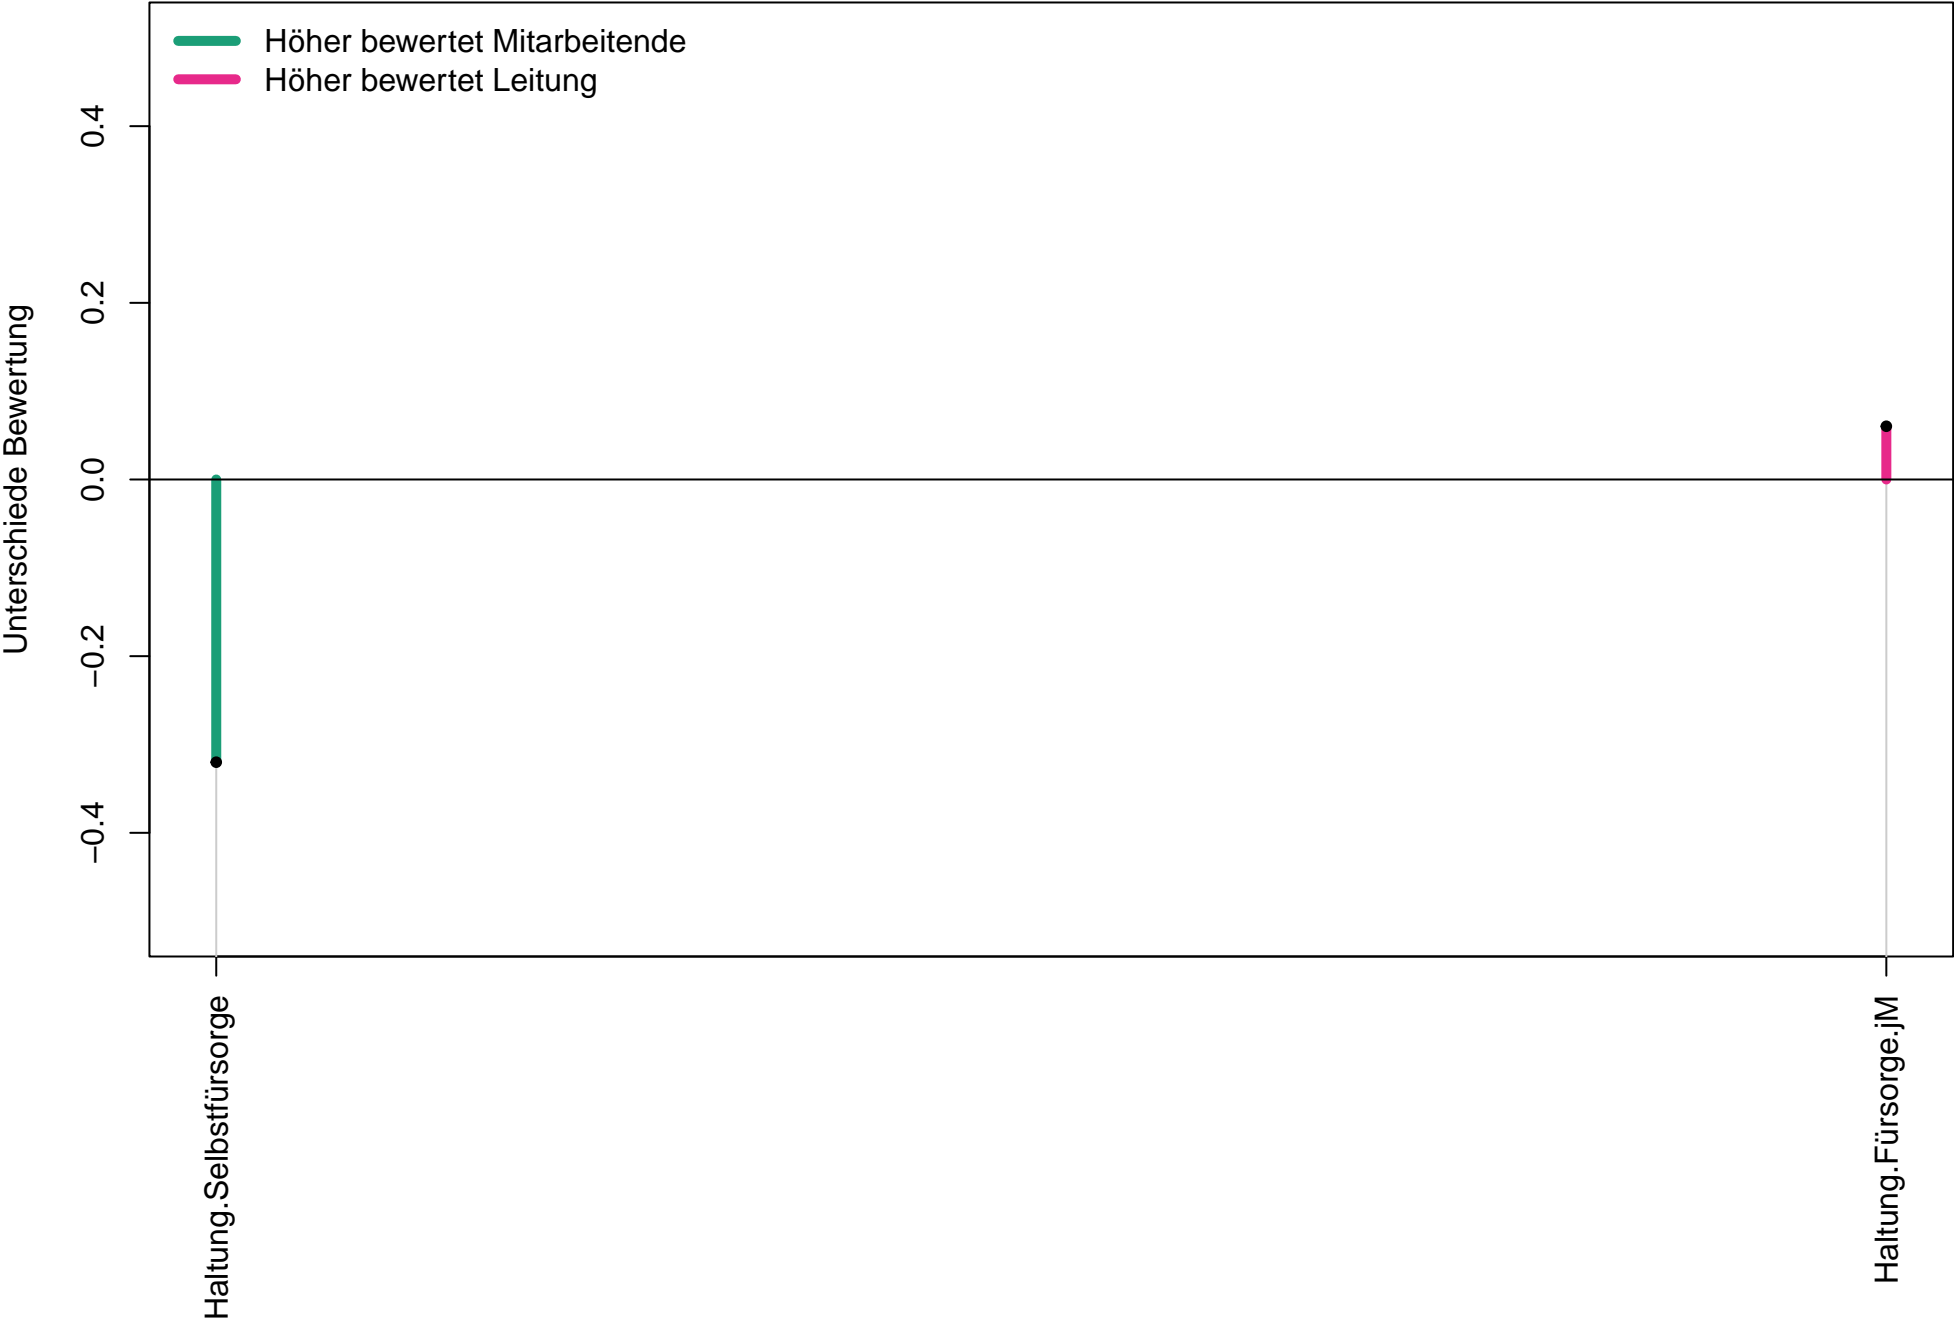 Höher bewertet Mitarbeitende
Höher bewertet Leitung
Unterschiede Bewertung
0.4
0.2
0.0
−0.2
−0.4
Haltung.Selbstfürsorge
Haltung.Fürsorge.jM